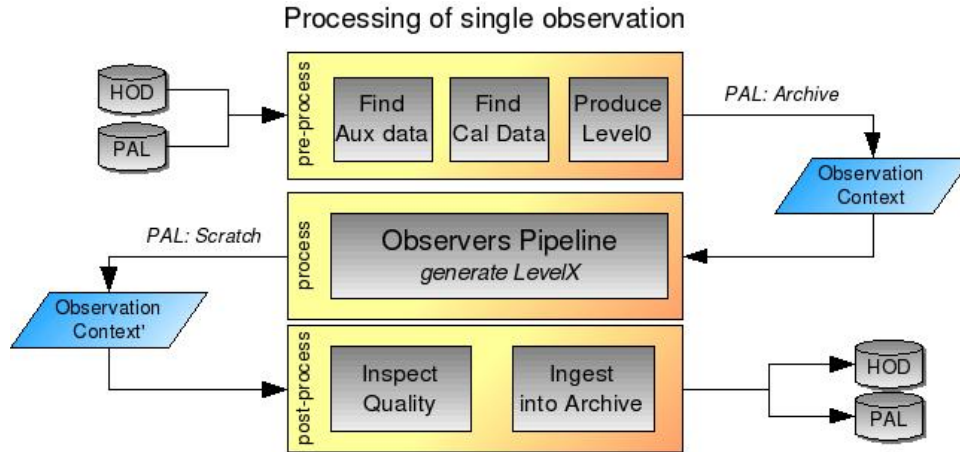 Processing of single observation
HOD
PAL
pre-process
Find
Aux data
Find
Cal Data
Produce
Level0
PAL: Archive
Observation
Context
process
Observers Pipeline
generate LevelX
PAL: Scratch
Observation
Context'
post-process
Inspect
Quality
Ingest
into Archive
HOD
PAL